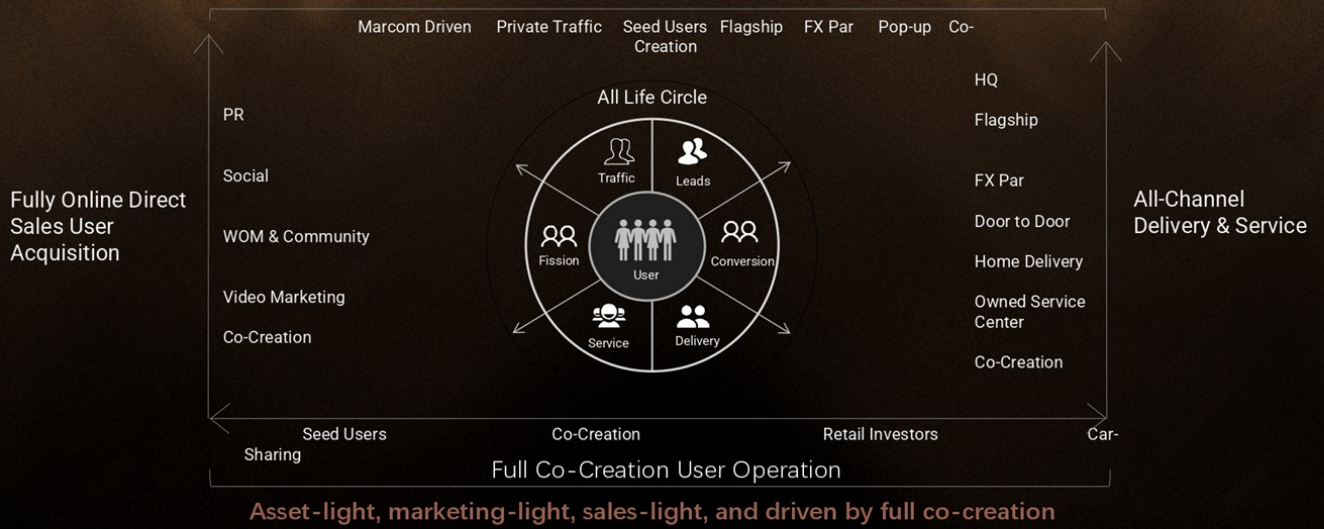 Marcom Driven Private Traffic Seed Users Flagship FX Par Pop-up Co-
Creation
HQ
All Life Circle
PR
Flagship
Traffic Leads
Social
FX Par
Fully Online Direct
Sales User
Acquisition
All-Channel
Delivery & Service
WOM & Community
Door to Door
Fission
User
Conversion
Home Delivery
Video Marketing
Owned Service
Center
Co-Creation
Service Delivery
Co-Creation
Seed Users Co-Creation Retail Investors Car-
Sharing
Full Co-Creation User Operation
Asset-light, marketing-light, sales-light, and driven by full co-creation